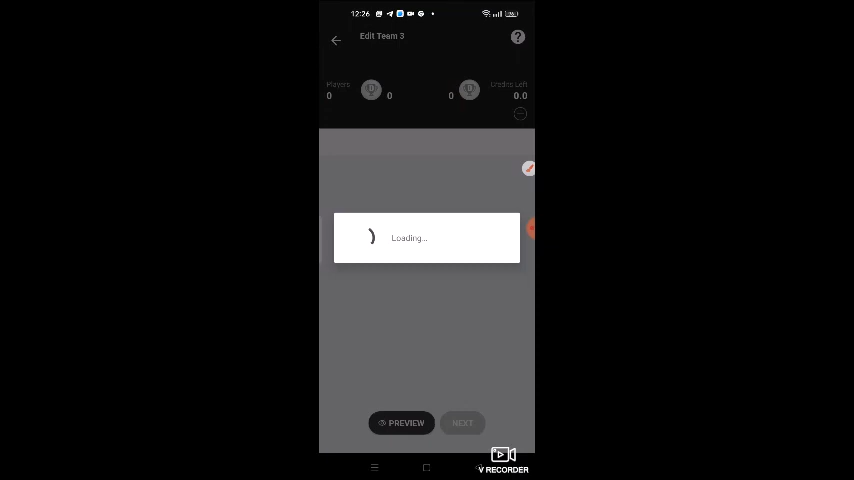 12:26
Edit Team 3
?
Players
Credits Left
0
0
0
0.0
Loading...
PREVIEW
NEXT
V RECORDER